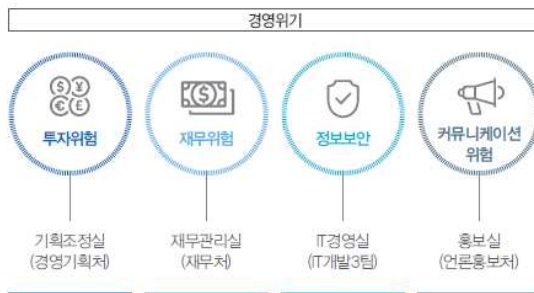 경영위기
투자위험
재무위험
정보보안
커뮤니케이션
위험
기획조정실
(경영기획처)
재무관리실
(재무처)
IT경영실
(IT개발3팀)
홍보실
(언론홍보처)